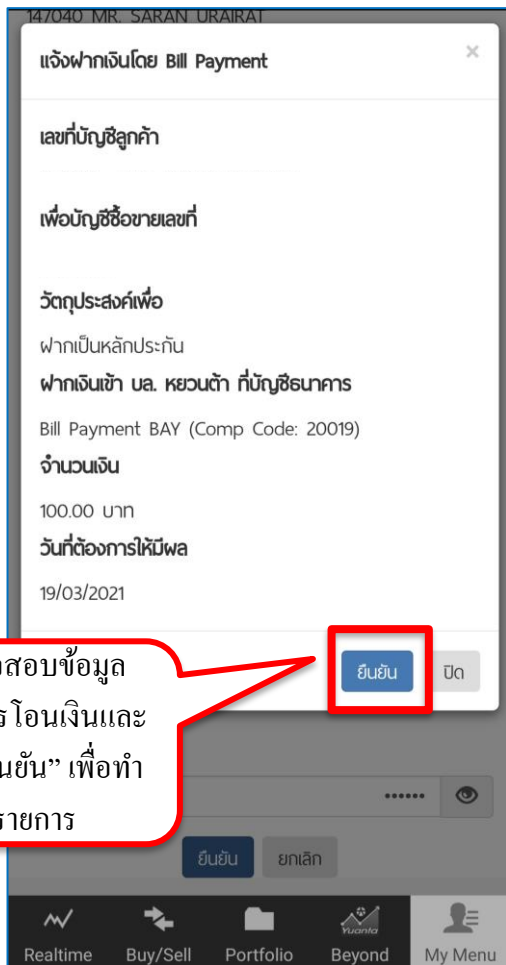 147040 MR. SARAN URAIRAT
แจ้งฝากเงินโดย Bill Payment
×
เลขที่บัญชีลูกค้า
เพื่อบัญชีซื้อขายเลขที่
วัตถุประสงค์เพื่อ
ฝากเป็นหลักประกัน
ฝากเงินเข้า บล. หยวนต้า ที่บัญชีธนาคาร
Bill Payment BAY (Comp Code: 20019)
จำนวนเงิน
100.00 บาท
วันที่ต้องการให้มีผล
19/03/2021
ยืนยัน ปิด
สอบข้อมูล
โอนเงินและ
เพื่อทำ
รายการ
••••••
ยืนยัน ยกเลิก
Yuanta
Realtime Buy/Sell Portfolio Beyond My Menu